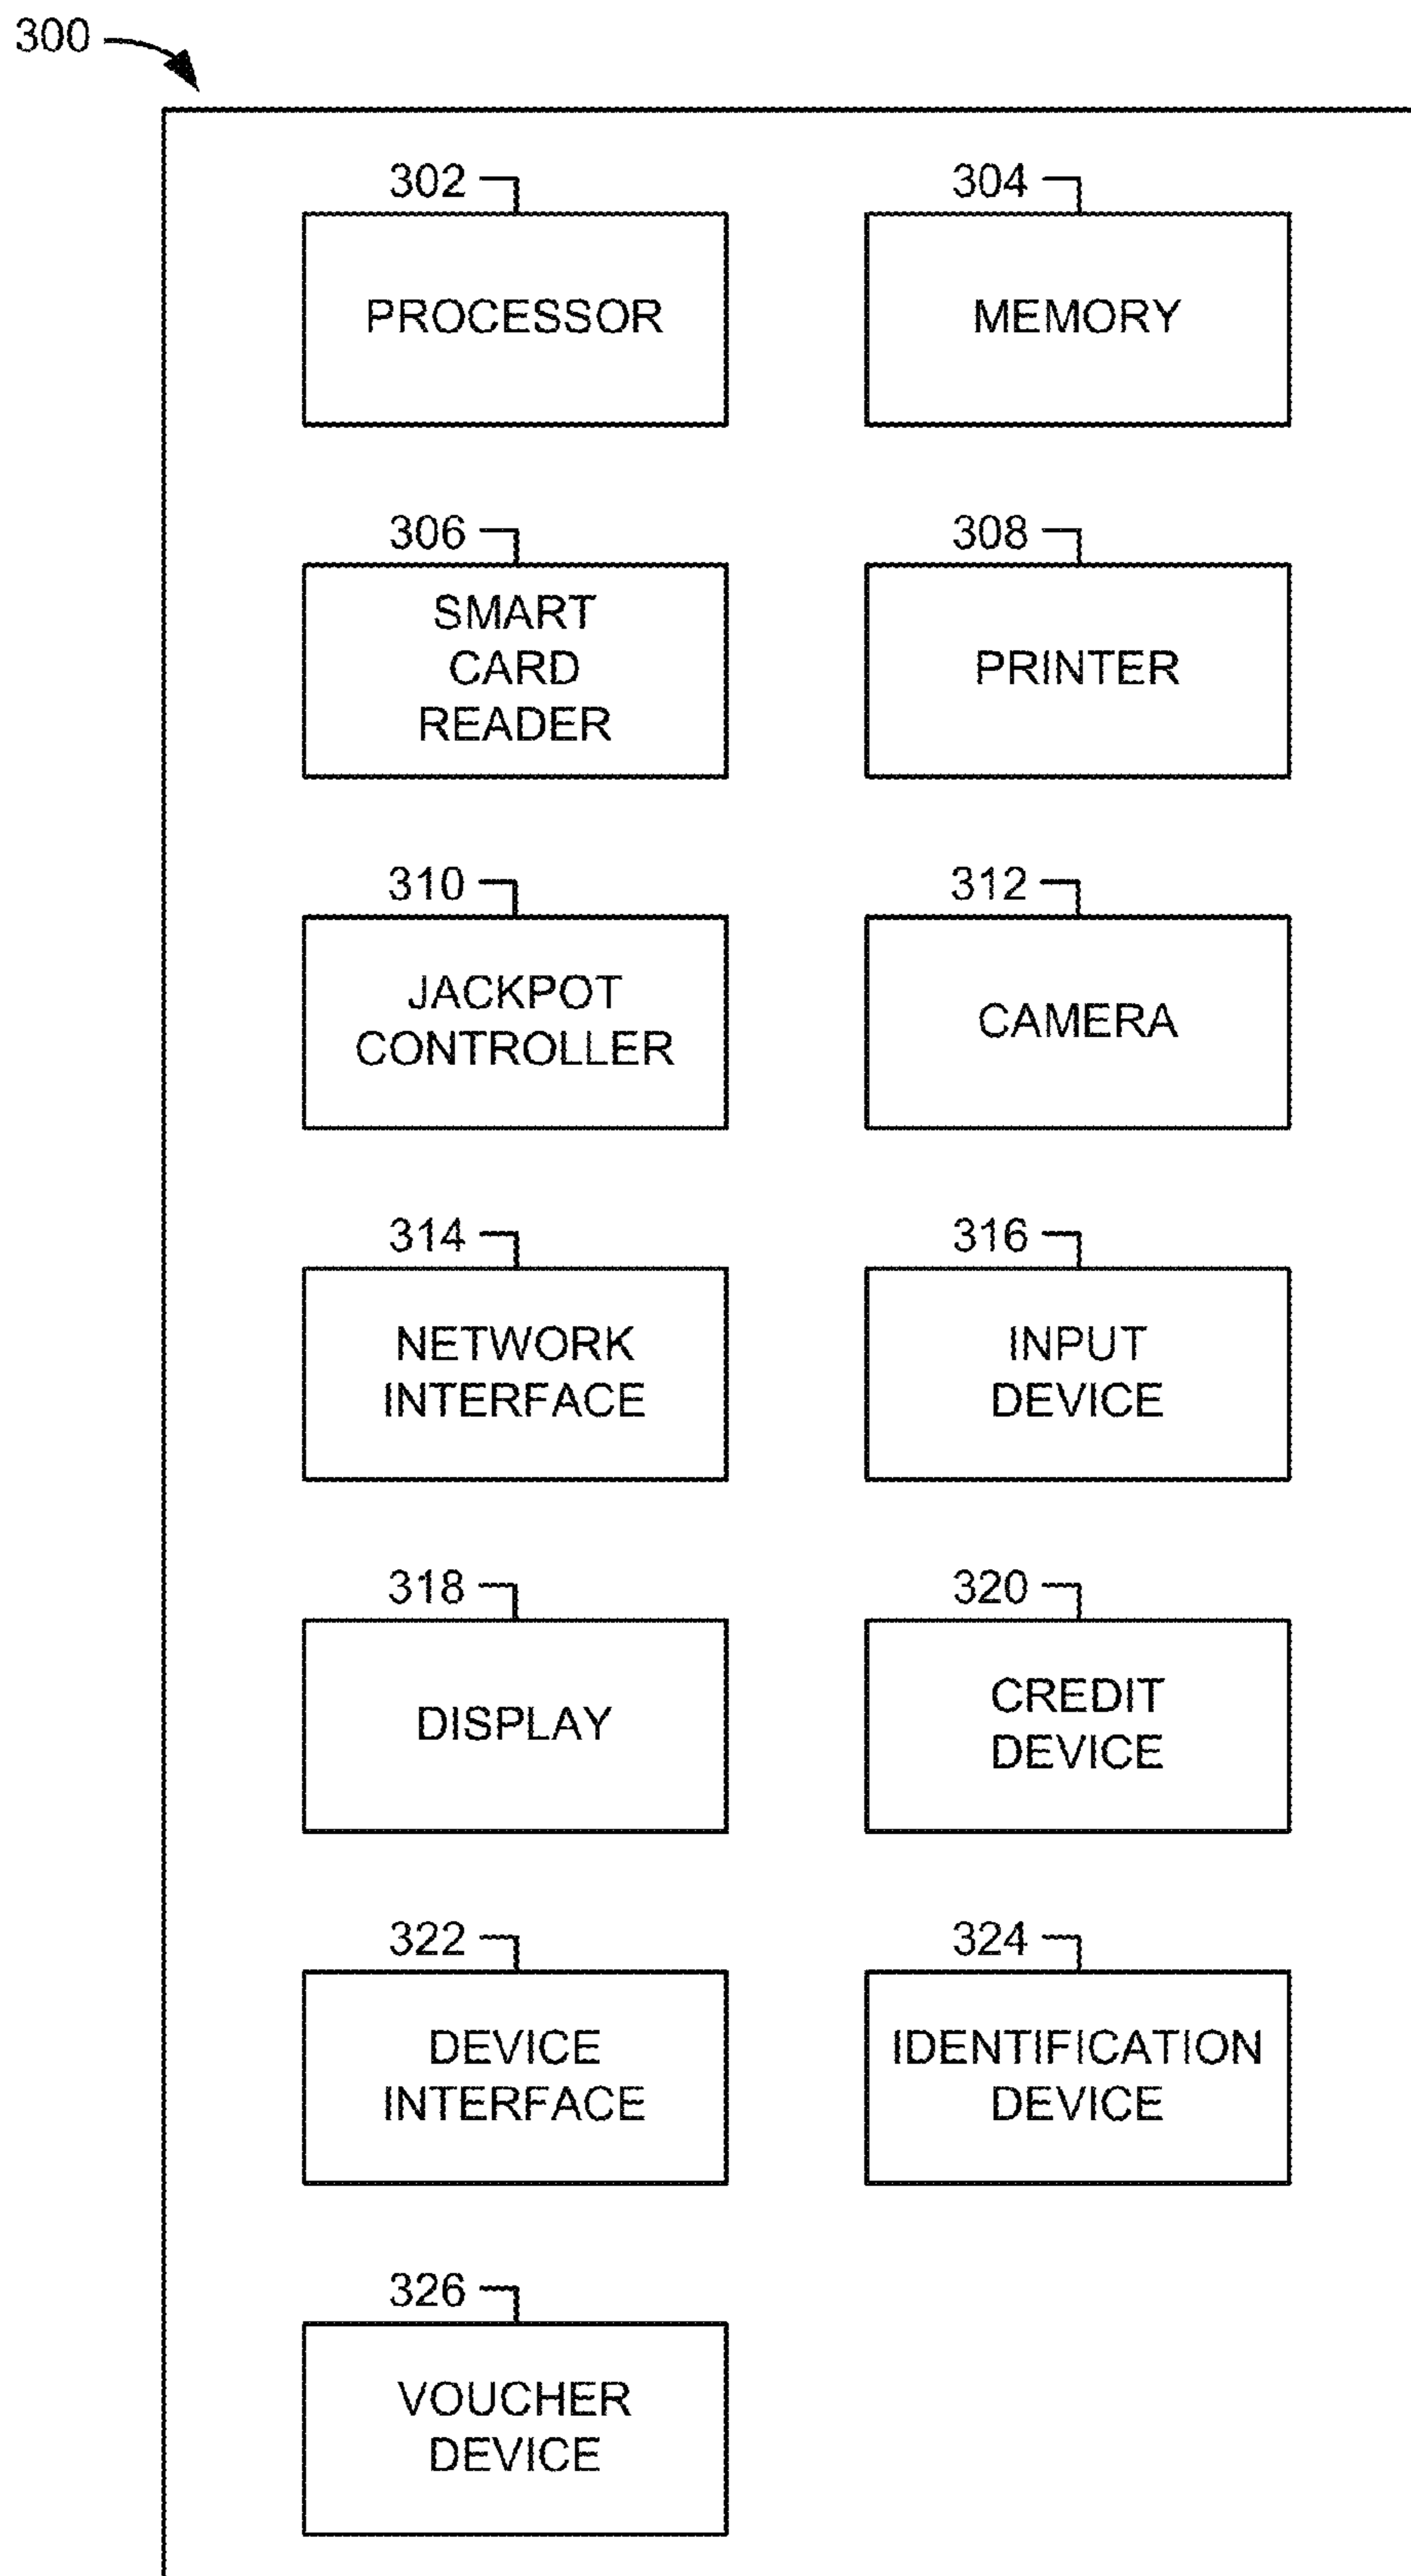 300
302
PROCESSOR
304
MEMORY
306
SMART
CARD
READER
308
PRINTER
310
JACKPOT
CONTROLLER
312
CAMERA
314
NETWORK
INTERFACE
316
INPUT
DEVICE
318
DISPLAY
320
CREDIT
DEVICE
322
DEVICE
INTERFACE
324
IDENTIFICATION
DEVICE
326
VOUCHER
DEVICE